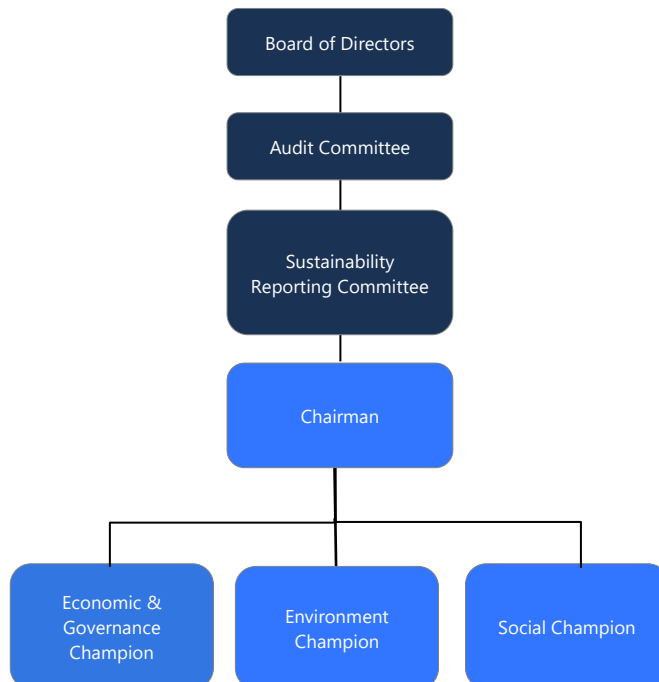 Board of Directors
Audit Committee
Sustainability
Reporting Committee
Chairman
Economic &
Governance
Champion
Environment
Champion
Social Champion